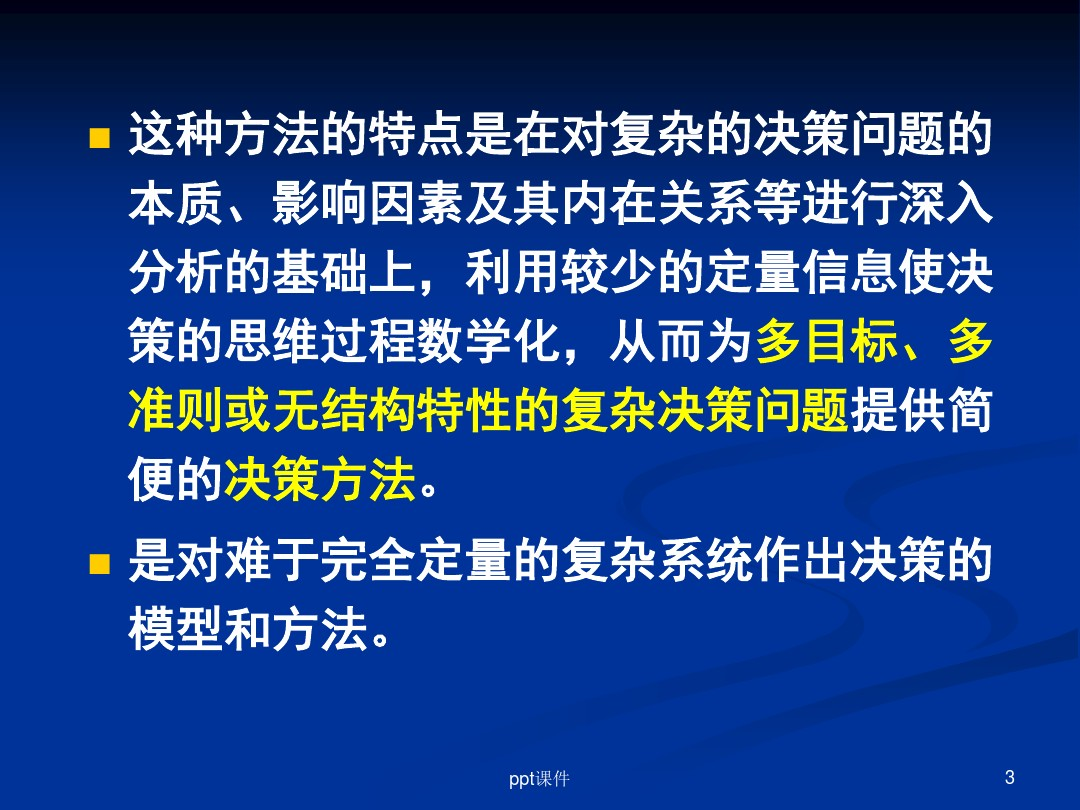 这种方法的特点是在对复杂的决策问题的
本质、影响因素及其内在关系等进行深入
分析的基础上，利用较少的定量信息使决
策的思维过程数学化，从而为多目标、多
准则或无结构特性的复杂决策问题提供简
便的决策方法。
是对难于完全定量的复杂系统作出决策的
模型和方法。
ppt课件
3